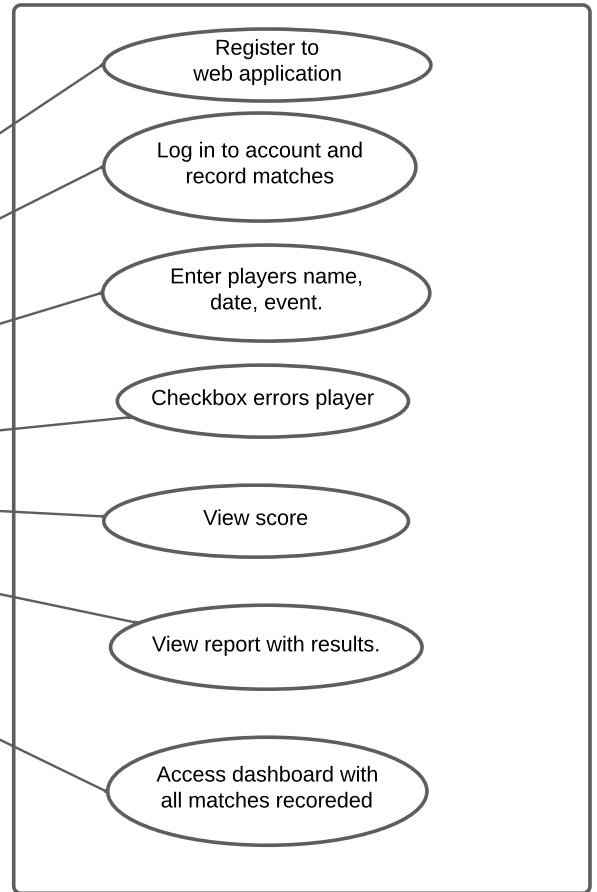 Register to
web application
Log in to account and
record matches
Enter players name,
date, event.
Checkbox errors player
View score
View report with results.
Access dashboard with
all matches recoreded